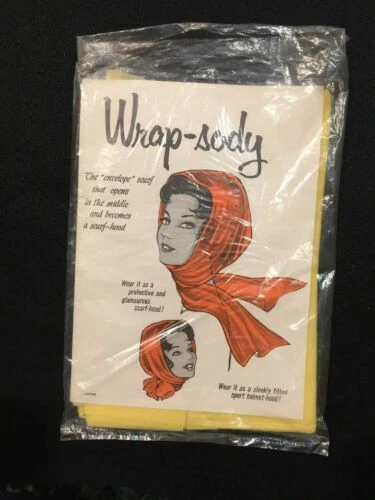 Wrap-sody
The "envelope" scarf
that opens
in the middle
and becomes
a scarf-hood
Wear it as a
protective and
glamourous
scarf-hood!
Wear it as a sleekly fitted
sport helmet-hood!